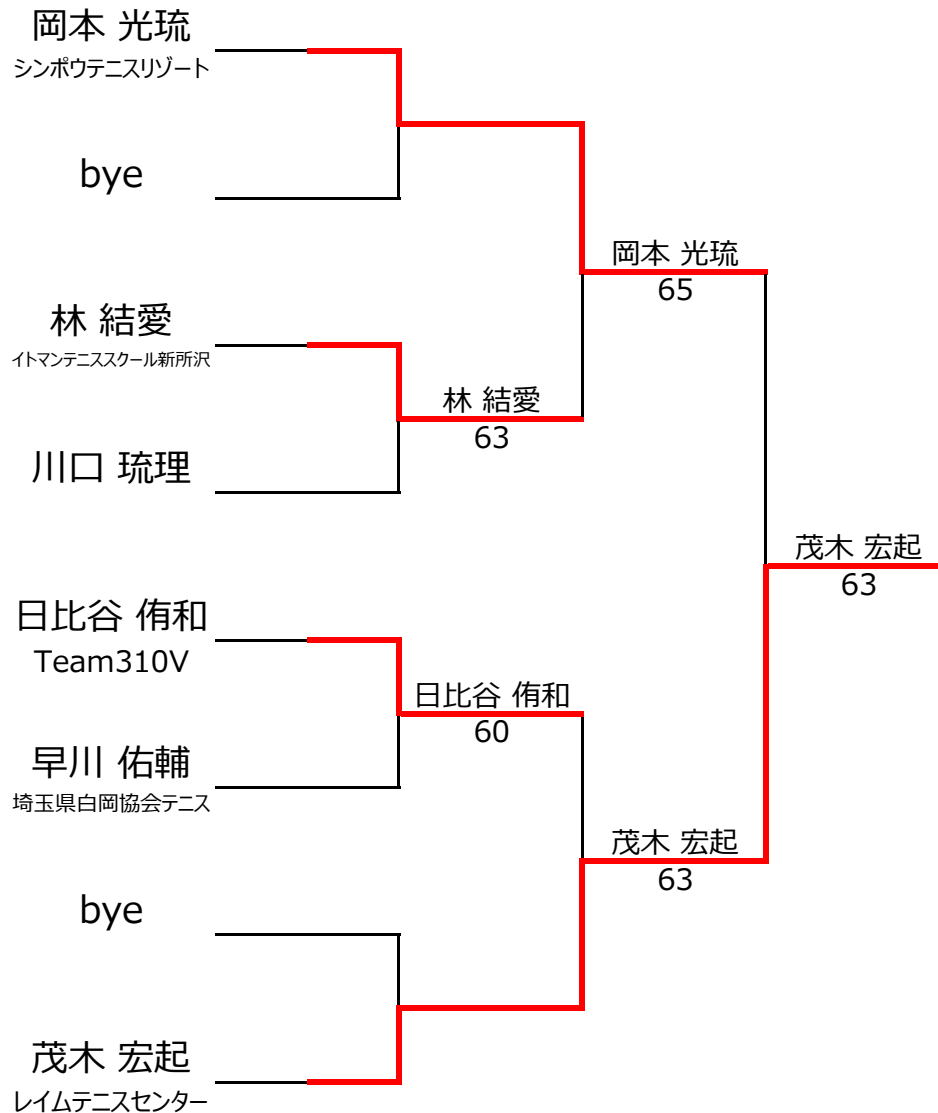 岡本 光琉
シンポウテニスリゾート
bye
岡本 光琉
65
林 結愛
イトマンテニススクール新所沢
林 結愛
63
川口 琉理
茂木 宏起
63
日比谷 侑和
Team310V
日比谷 侑和
60
早川 佑輔
埼玉県白岡協会テニス
茂木 宏起
63
bye
茂木 宏起
レイムテニスセンター